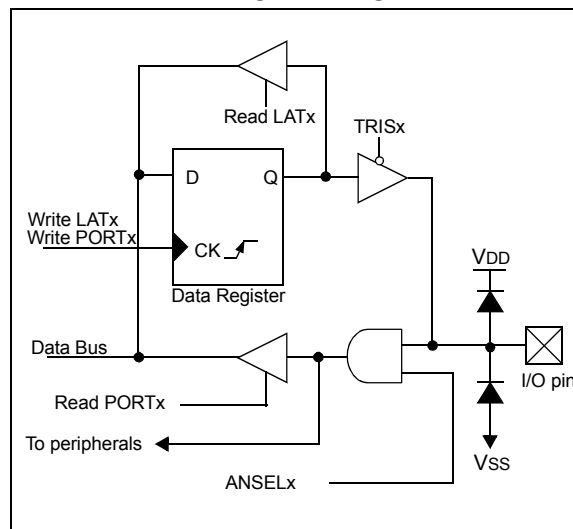 Read LATx
TRISx
D
Q
Write LATx
Write PORTx
CK
Data Register
VDD
Data Bus
I/O pin
Read PORTx
To peripherals
VSS
ANSELx